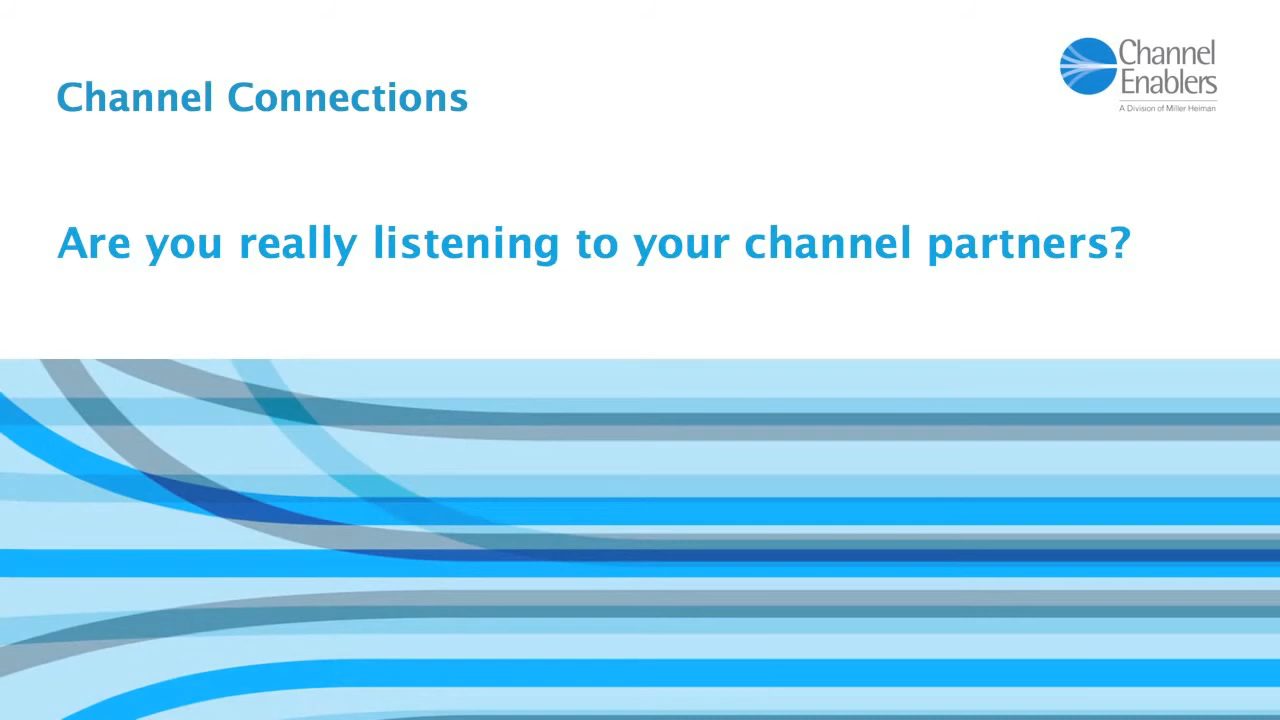 Channel Connections
Channel
Enablers
A Division of Miller Heiman
Are you really listening to your channel partners?